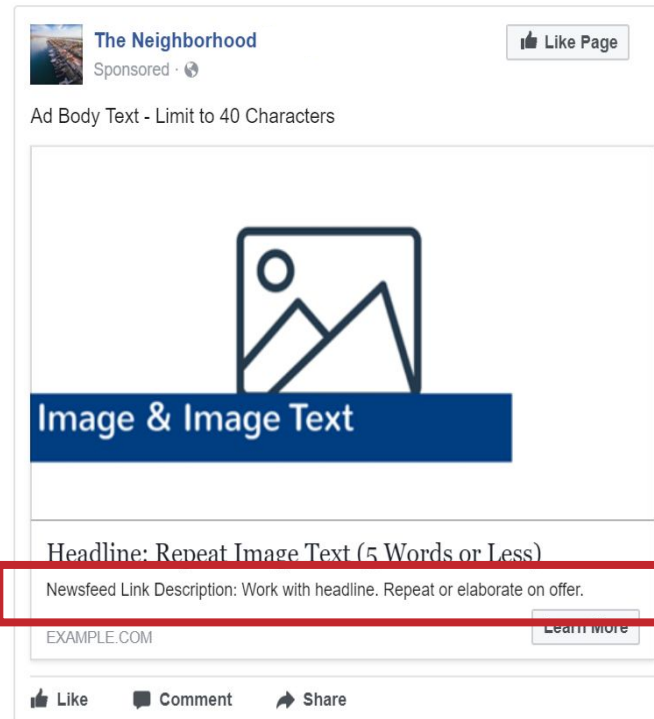 The Neighborhood
Like Page
Sponsored ·
Ad Body Text - Limit to 40 Characters
Image & Image Text
Headline: Repeat Image Text (5 Words or Less)
Newsfeed Link Description: Work with headline. Repeat or elaborate on offer.
EXAMPLE.COM
Learn More
Like Comment Share